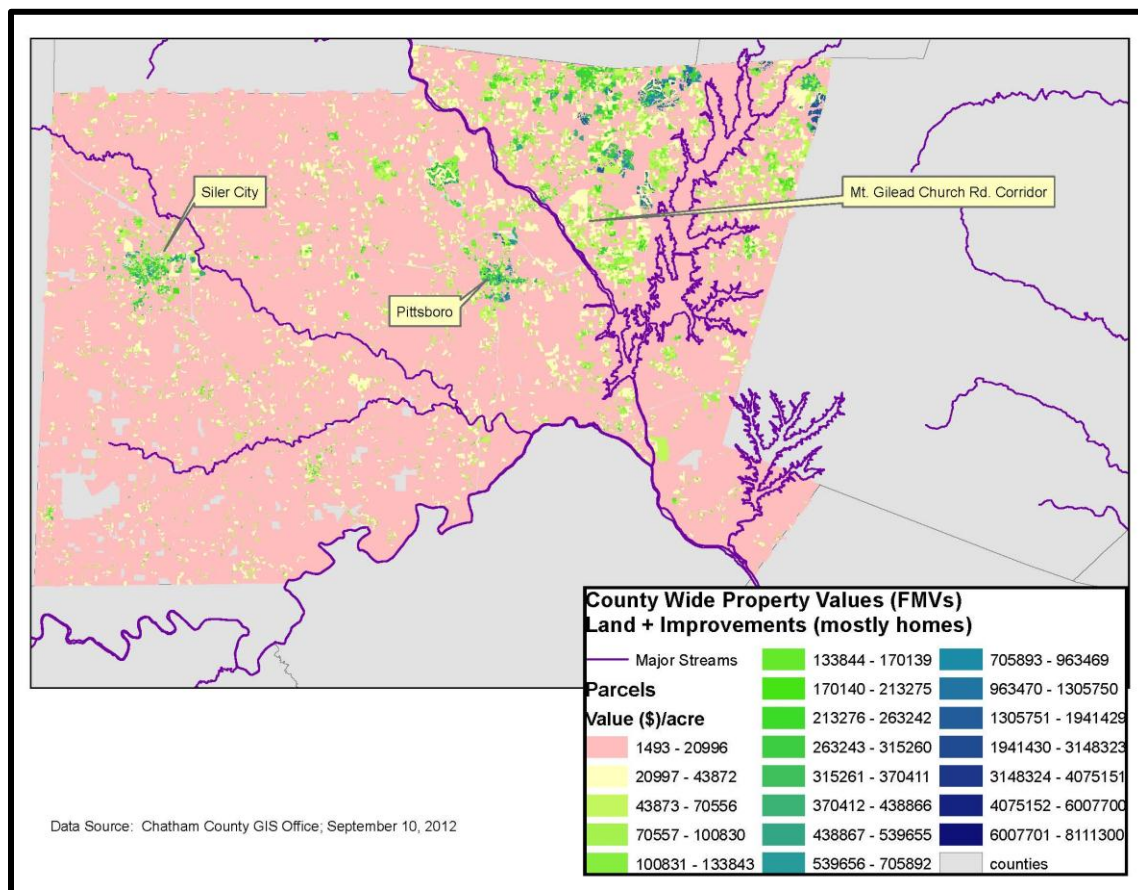 Siler City
Mt. Gilead Church Rd. Corridor
Pittsboro
County Wide Property Values (FMVs)
Land + Improvements (mostly homes)
Major Streams
Parcels
Value ($)/acre
1493 - 20996
20997 - 43872
43873 - 70556
70557 - 100830
100831 - 133843
133844 - 170139
170140 - 213275
213276 - 263242
263243 - 315260
315261 - 370411
370412 - 438866
438867 - 539655
539656 - 705892
705893 - 963469
963470 - 1305750
1305751 - 1941429
1941430 - 3148323
3148324 - 4075151
4075152 - 6007700
6007701 - 8111300
counties
Data Source: Chatham County GIS Office; September 10, 2012